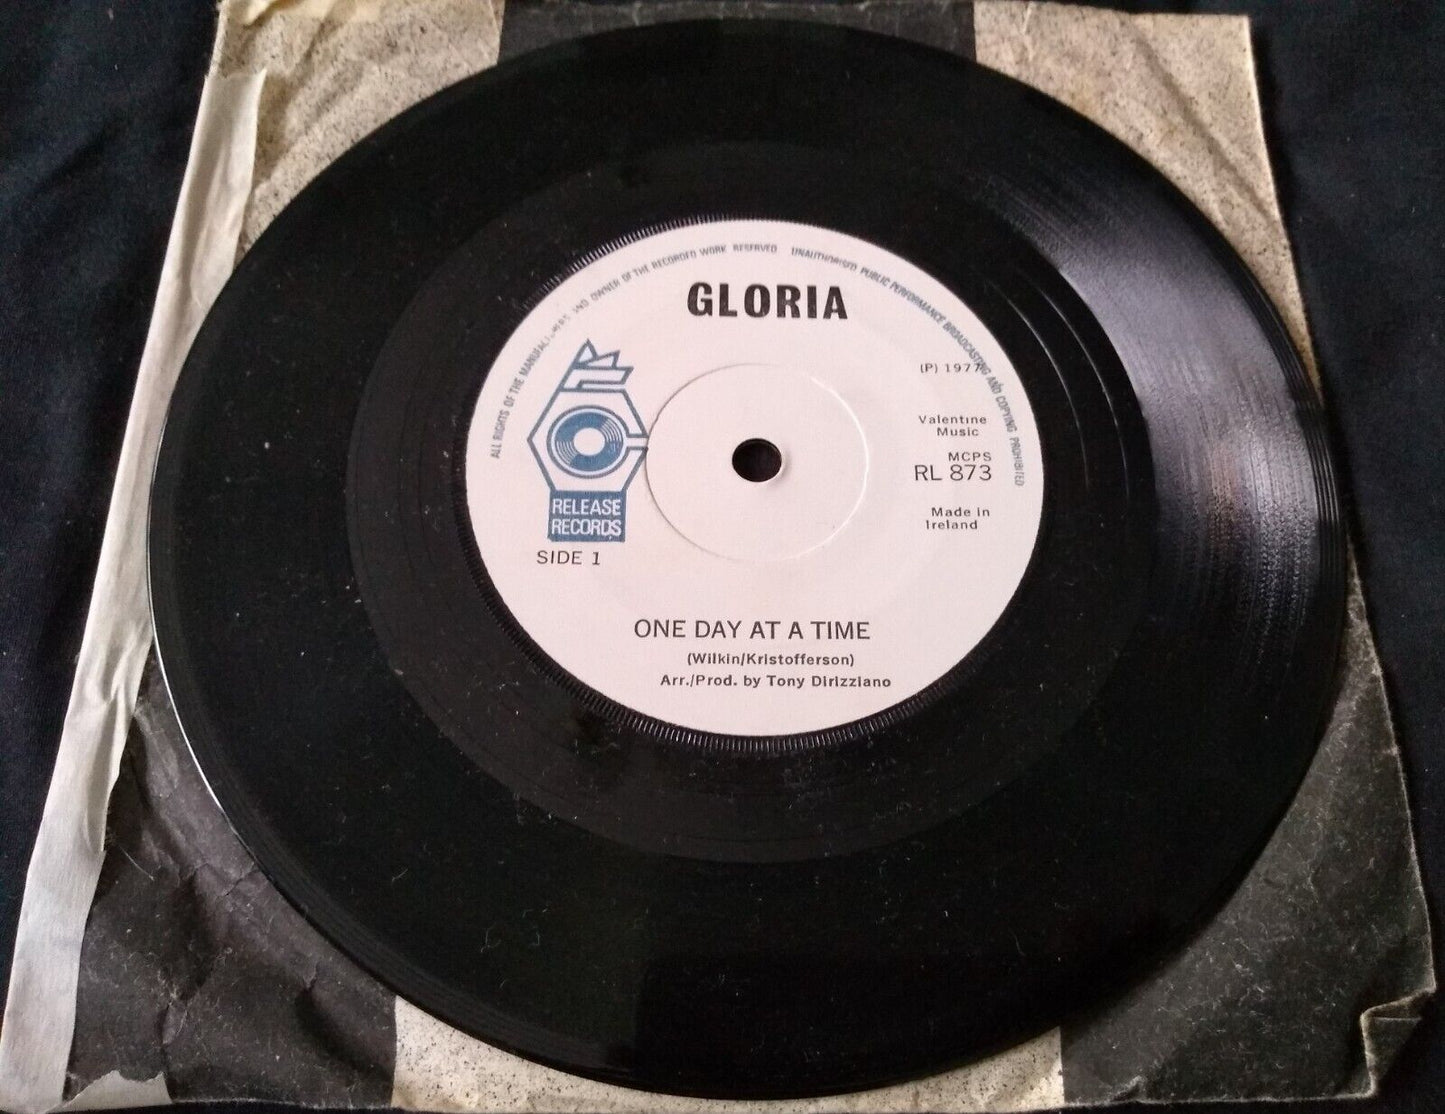 ALL RIGHTS OF THE MANUFACTURERS AND OWNER OF THE RECORDED WORK RESERVED UNAUTHORISED PUBLIC PERFORMANCE BROADCASTING AND COPYING PROHIBITED
GLORIA
(P) 1977
Valentine
Music
MCPS
RL 873
Made in
Ireland
RELEASE
RECORDS
SIDE 1
ONE DAY AT A TIME
(Wilkin/Kristofferson)
Arr./Prod. by Tony Dirizziano